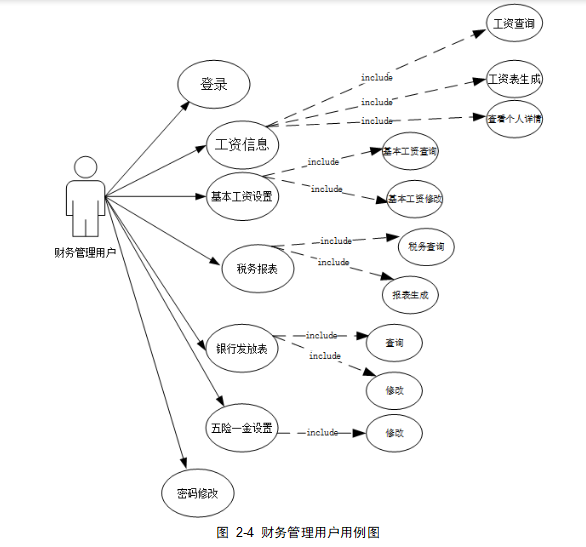 工资查询
include
登录
工资表生成
include
include
查看个人详情
工资信息
include
基本工资查询
基本工资设置
include
基本工资修改
财务管理用户
include
税务查询
税务报表
include
报表生成
银行发放表
include
查询
include
修改
五险一金设置
include
修改
密码修改
图 2-4 财务管理用户用例图